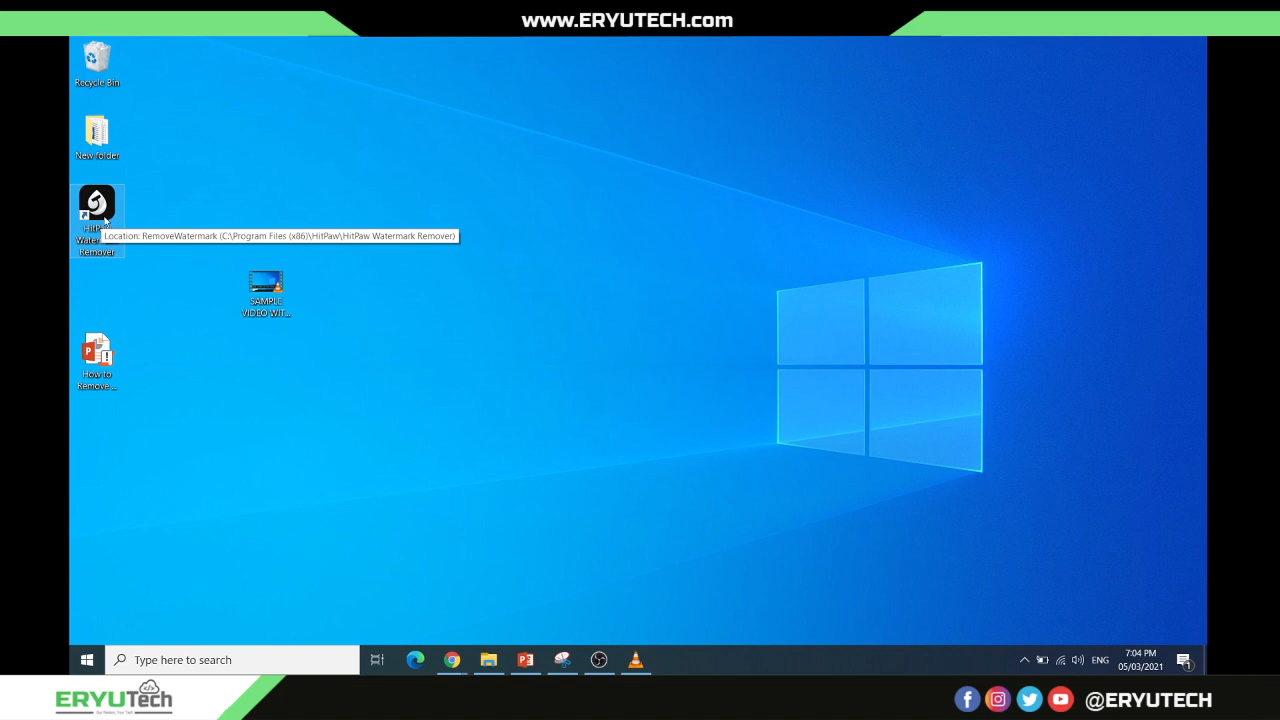 www.ERYUTECH.com
Recycle Bin
New folder
Location: RemoveWatermark (C:\Program Files (x86)\HitPaw\HitPaw Watermark Remover)
Remover
SAMPLE
VIDEO WIT...
How to
Remove ...
Type here to search
ENG
7:04 PM
05/03/2021
1
ERYUTech
@ERYUTECH